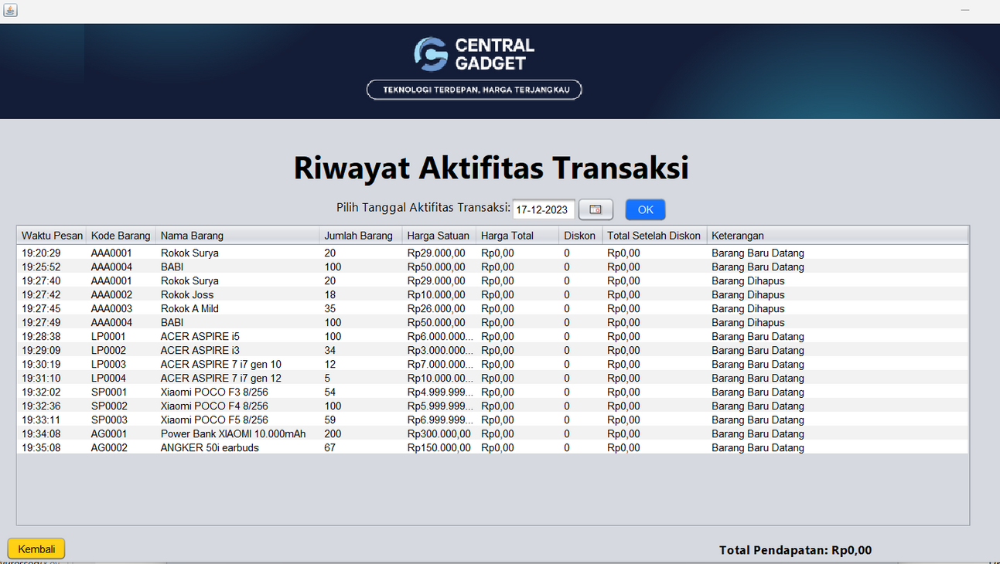 CENTRAL
GADGET
TEKNOLOGI TERDEPAN, HARGA TERJANGKAU
Riwayat Aktifitas Transaksi
Pilih Tanggal Aktifitas Transaksi: 17-12-2023 OK
Waktu Pesan Kode Barang Nama Barang Jumlah Barang Harga Satuan Harga Total Diskon Total Setelah Diskon Keterangan
19:20:29 AAA0001 Rokok Surya 20 Rp29.000,00 Rp0,00 0 Rp0,00 Barang Baru Datang
19:25:52 AAA0004 BABI 100 Rp50.000,00 Rp0,00 0 Rp0,00 Barang Baru Datang
19:27:40 AAA0001 Rokok Surya 20 Rp29.000,00 Rp0,00 0 Rp0,00 Barang Dihapus
19:27:42 AAA0002 Rokok Joss 18 Rp10.000,00 Rp0,00 0 Rp0,00 Barang Dihapus
19:27:45 AAA0003 Rokok A Mild 35 Rp26.000,00 Rp0,00 0 Rp0,00 Barang Dihapus
19:27:49 AAA0004 BABI 100 Rp50.000,00 Rp0,00 0 Rp0,00 Barang Dihapus
19:28:38 LP0001 ACER ASPIRE i5 100 Rp6.000.000... Rp0,00 0 Rp0,00 Barang Baru Datang
19:29:09 LP0002 ACER ASPIRE i3 34 Rp3.000.000... Rp0,00 0 Rp0,00 Barang Baru Datang
19:30:19 LP0003 ACER ASPIRE 7 i7 gen 10 12 Rp7.000.000... Rp0,00 0 Rp0,00 Barang Baru Datang
19:31:10 LP0004 ACER ASPIRE 7 i7 gen 12 5 Rp10.000.00... Rp0,00 0 Rp0,00 Barang Baru Datang
19:32:02 SP0001 Xiaomi POCO F3 8/256 54 Rp4.999.999... Rp0,00 0 Rp0,00 Barang Baru Datang
19:32:36 SP0002 Xiaomi POCO F4 8/256 100 Rp5.999.999... Rp0,00 0 Rp0,00 Barang Baru Datang
19:33:11 SP0003 Xiaomi POCO F5 8/256 59 Rp6.999.999... Rp0,00 0 Rp0,00 Barang Baru Datang
19:34:08 AG0001 Power Bank XIAOMI 10.000mAh 200 Rp300.000,00 Rp0,00 0 Rp0,00 Barang Baru Datang
19:35:08 AG0002 ANGKER 50i earbuds 67 Rp150.000,00 Rp0,00 0 Rp0,00 Barang Baru Datang
Kembali Total Pendapatan: Rp0,00